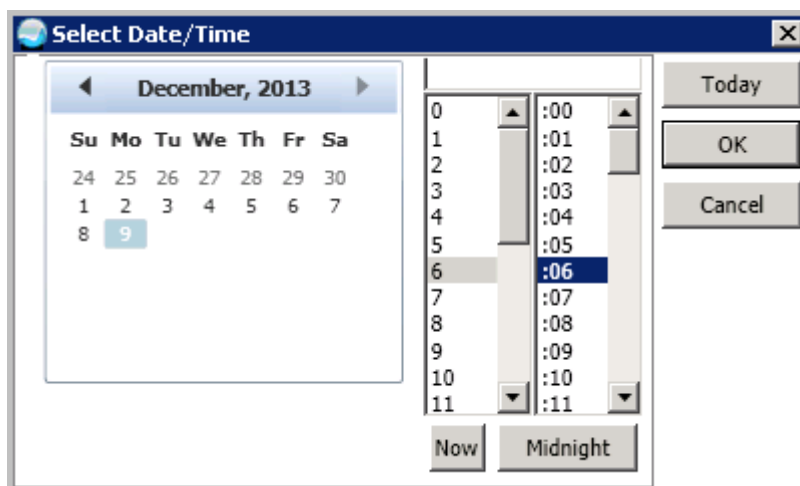 Select Date/Time
December, 2013
Su Mo Tu We Th Fr Sa
24 25 26 27 28 29 30
1 2 3 4 5 6 7
8 9
0
1
2
3
4
5
6
7
8
9
10
11
:00
:01
:02
:03
:04
:05
:06
:07
:08
:09
:10
:11
Now
Midnight
Today
OK
Cancel